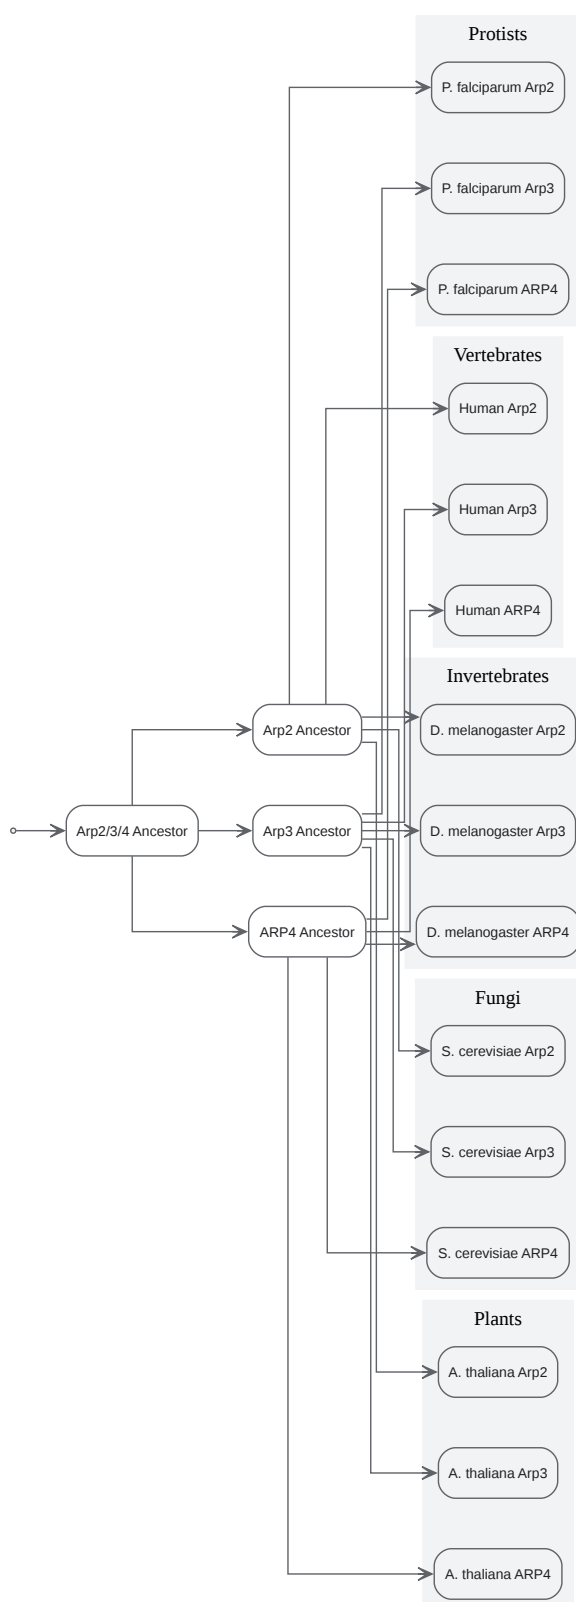 Protists
P. falciparum Arp2
P. falciparum Arp3
P. falciparum ARP4
Vertebrates
Human Arp2
Human Arp3
Human ARP4
Invertebrates
Arp2 Ancestor
D. melanogaster Arp2
Arp2/3/4 Ancestor
Arp3 Ancestor
D. melanogaster Arp3
ARP4 Ancestor
D. melanogaster ARP4
Fungi
S. cerevisiae Arp2
S. cerevisiae Arp3
S. cerevisiae ARP4
Plants
A. thaliana Arp2
A. thaliana Arp3
A. thaliana ARP4